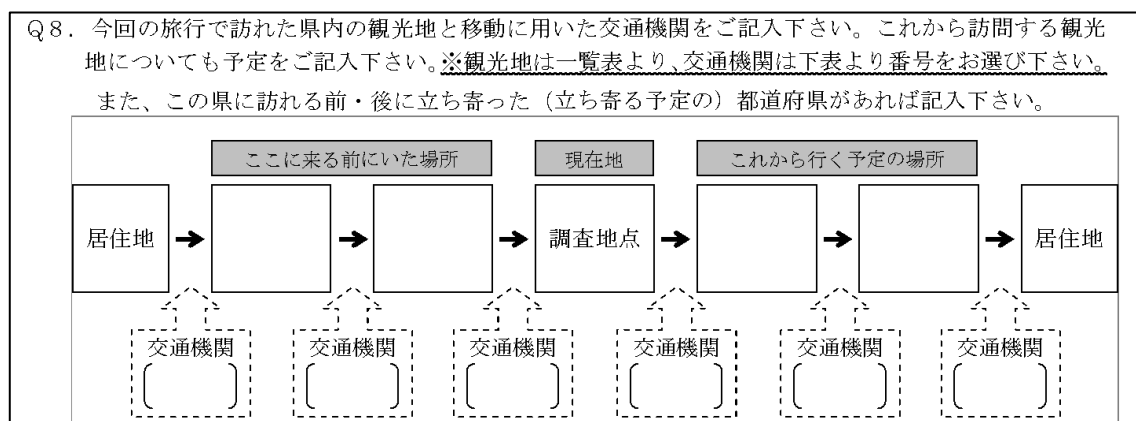 Q8．今回の旅行で訪れた県内の観光地と移動に用いた交通機関をご記入下さい。これから訪問する観光
地についても予定をご記入下さい。※観光地は一覧表より、交通機関は下表より番号をお選び下さい。
また、この県に訪れる前・後に立ち寄った（立ち寄る予定の）都道府県があれば記入下さい。
ここに来る前にいた場所
現在地
これから行く予定の場所
居住地
調査地点
居住地
交通機関
交通機関
交通機関
交通機関
交通機関
交通機関